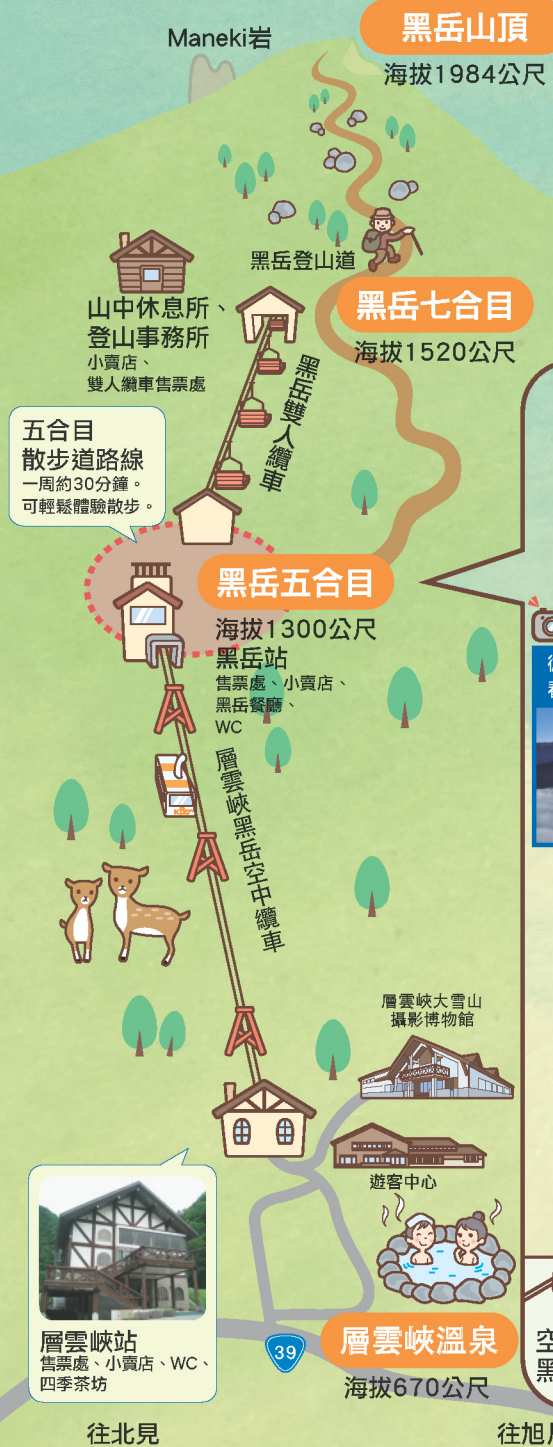 黑岳山頂
海拔1984公尺
Maneki岩
黑岳登山道
山中休息所、
登山事務所
小賣店、
雙人纜車售票處
黑岳七合目
海拔1520公尺
黑岳雙人纜車
五合目
散步道路線
一周約30分鐘。
可輕鬆體驗散步。
黑岳五合目
海拔1300公尺
黑岳站
售票處、小賣店、
黑岳餐廳、
WC
層雲峽黑岳空中纜車
層雲峽大雪山
攝影博物館
遊客中心
層雲峽站
售票處、小賣店、WC、
四季茶坊
39
層雲峽溫泉
海拔670公尺
空
黑
往北見
往旭